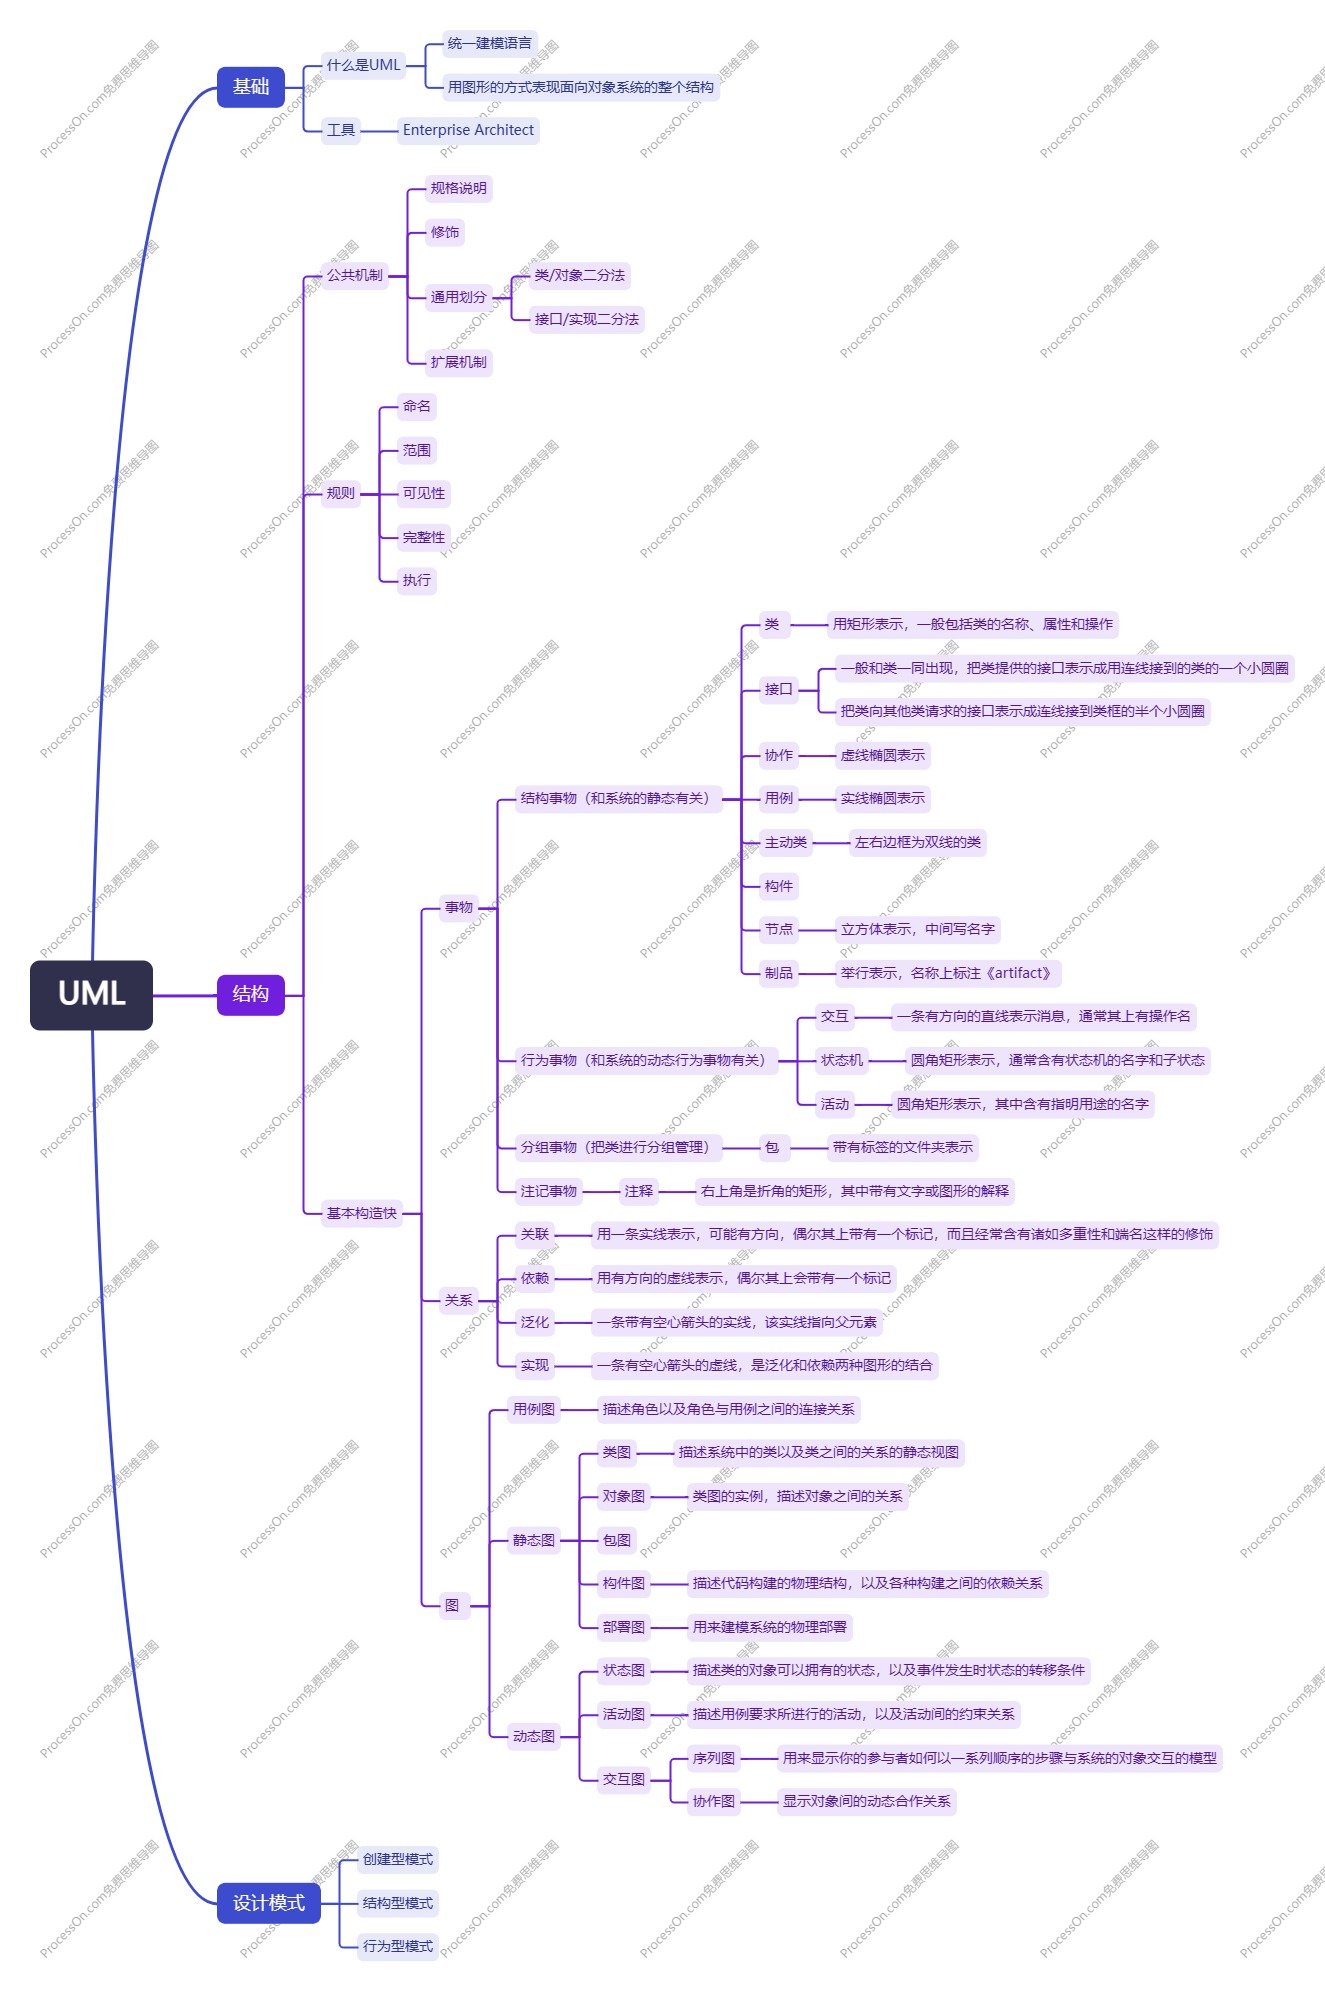 UML
基础
什么是UML
统一建模语言
用图形的方式表现面向对象系统的整个结构
工具
Enterprise Architect
结构
公共机制
规格说明
修饰
通用划分
类/对象二分法
接口/实现二分法
扩展机制
规则
命名
范围
可见性
完整性
执行
基本构造快
事物
结构事物（和系统的静态有关）
类
用矩形表示，一般包括类的名称、属性和操作
接口
一般和类一同出现，把类提供的接口表示成用连线接到的类的一个小圆圈
把类向其他类请求的接口表示成连线接到类框的半个小圆圈
协作
虚线椭圆表示
用例
实线椭圆表示
主动类
左右边框为双线的类
构件
节点
立方体表示，中间写名字
制品
举行表示，名称上标注《artifact》
行为事物（和系统的动态行为事物有关）
交互
一条有方向的直线表示消息，通常其上有操作名
状态机
圆角矩形表示，通常含有状态机的名字和子状态
活动
圆角矩形表示，其中含有指明用途的名字
分组事物（把类进行分组管理）
包
带有标签的文件夹表示
注记事物
注释
右上角是折角的矩形，其中带有文字或图形的解释
关系
关联
用一条实线表示，可能有方向，偶尔其上带有一个标记，而且经常含有诸如多重性和端名这样的修饰
依赖
用有方向的虚线表示，偶尔其上会带有一个标记
泛化
一条带有空心箭头的实线，该实线指向父元素
实现
一条有空心箭头的虚线，是泛化和依赖两种图形的结合
图
用例图
描述角色以及角色与用例之间的连接关系
静态图
类图
描述系统中的类以及类之间的关系的静态视图
对象图
类图的实例，描述对象之间的关系
包图
构件图
描述代码构建的物理结构，以及各种构建之间的依赖关系
部署图
用来建模系统的物理部署
动态图
状态图
描述类的对象可以拥有的状态，以及事件发生时状态的转移条件
活动图
描述用例要求所进行的活动，以及活动间的约束关系
交互图
序列图
用来显示你的参与者如何以一系列顺序的步骤与系统的对象交互的模型
协作图
显示对象间的动态合作关系
设计模式
创建型模式
结构型模式
行为型模式
ProcessOn.com免费思维导图